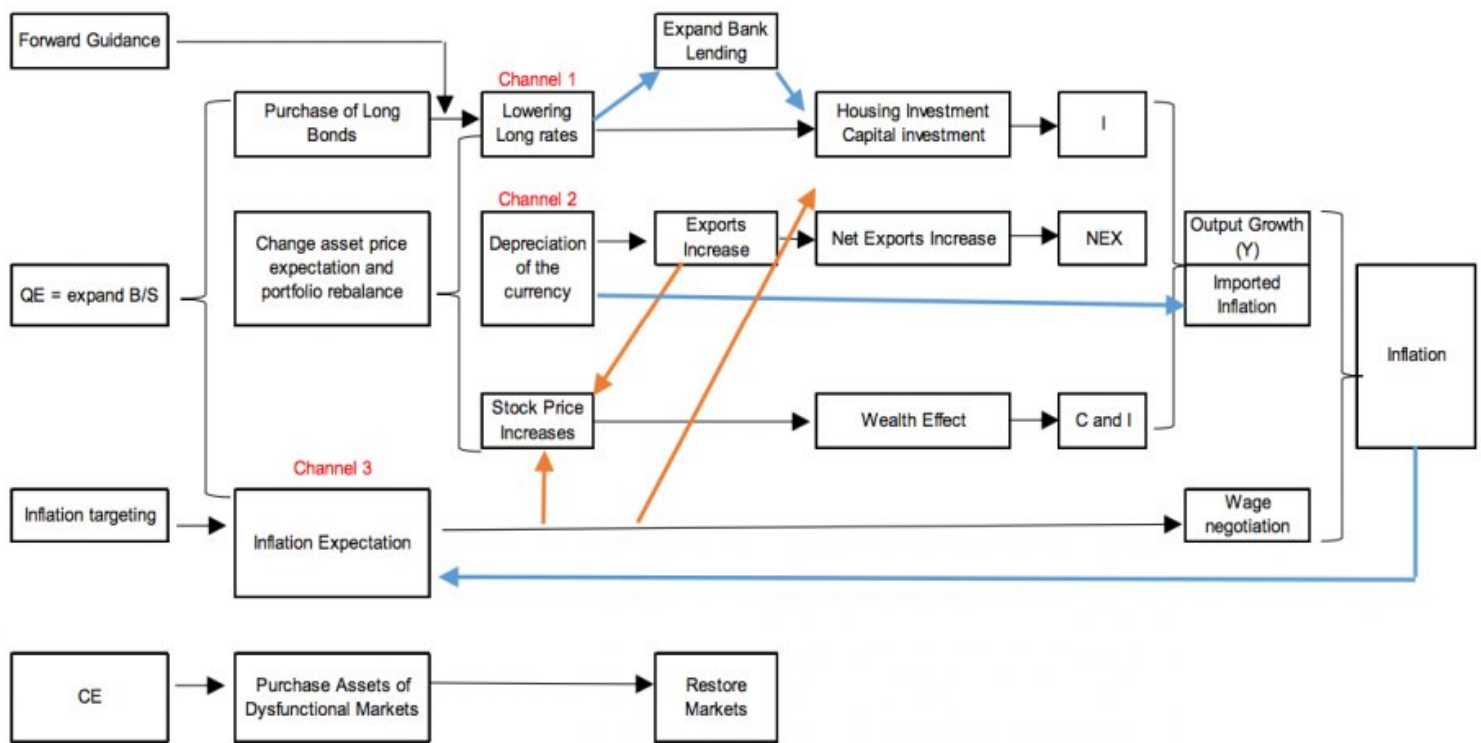 Forward Guidance
Expand Bank
Lending
Channel 1
Purchase of Long
Bonds
Lowering
Long rates
Housing Investment
Capital investment
I
Channel 2
QE = expand B/S
Change asset price
expectation and
portfolio rebalance
Depreciation
of the
currency
Exports
Increase
Net Exports Increase
NEX
Output Growth
(Y)
Imported
Inflation
Inflation
Stock Price
Increases
Wealth Effect
C and I
Channel 3
Inflation targeting
Inflation Expectation
Wage
negotiation
CE
Purchase Assets of
Dysfunctional Markets
Restore
Markets